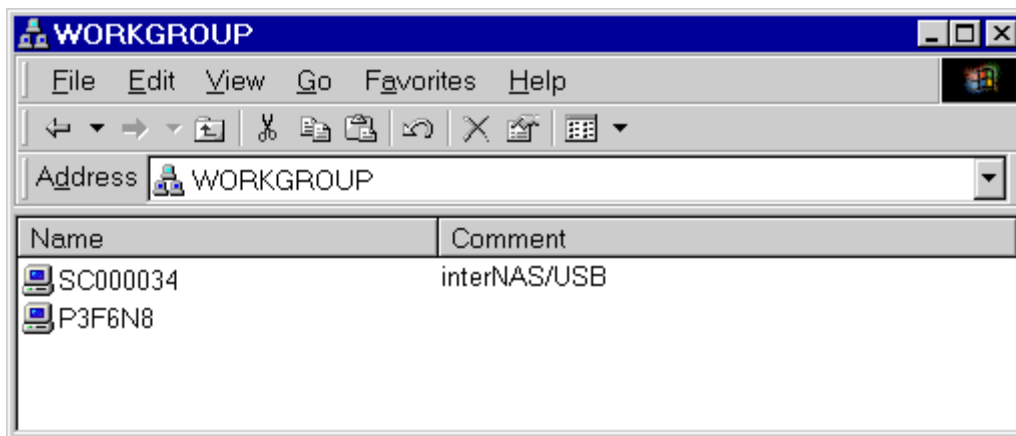 WORKGROUP
File Edit View Go Favorites Help
Address WORKGROUP
Name Comment
SC000034 interNAS/USB
P3F6N8